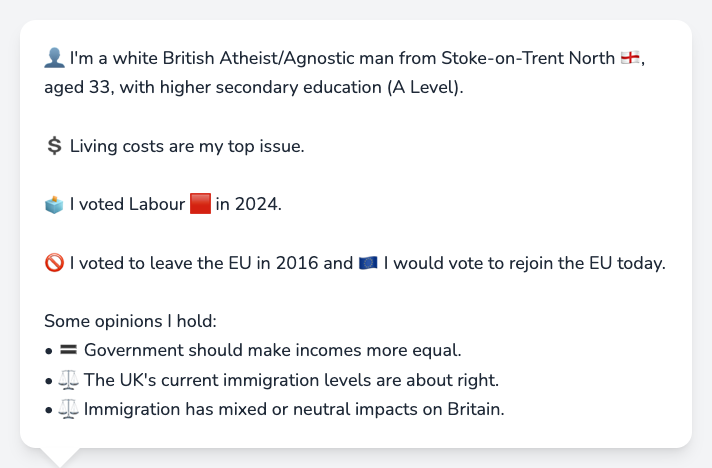 👤 I'm a white British Atheist/Agnostic man from Stoke-on-Trent North 🏴󠁧󠁢󠁥󠁮󠁧󠁿,
aged 33, with higher secondary education (A Level).
💲 Living costs are my top issue.
🗳️ I voted Labour 🟥 in 2024.
🚫 I voted to leave the EU in 2016 and 🇪🇺 I would vote to rejoin the EU today.
Some opinions I hold:
• 🟰 Government should make incomes more equal.
• ⚖️ The UK's current immigration levels are about right.
• ⚖️ Immigration has mixed or neutral impacts on Britain.